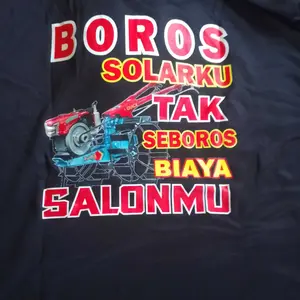 BOROS
SOLARKU
TAK
SEBOROS
BIAYA
SALONMU